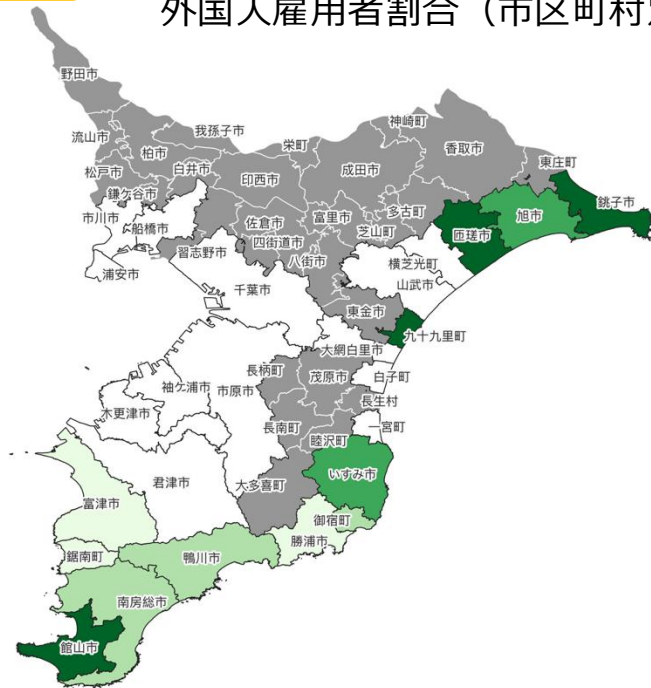 外国人雇用者割合（市区町村
野田市
流山市
我孫子市
柏市
松戸市
白井市
鎌ケ谷市
市川市
船橋市
浦安市
習志野市
栄町
印西市
成田市
神崎町
香取市
東庄町
銚子市
旭市
匝瑳市
多古町
富里市
芝山町
佐倉市
四街道市
八街市
千葉市
横芝光町
山武市
東金市
九十九里町
大網白里市
白子町
長柄町
茂原市
長生村
一宮町
長南町
睦沢町
袖ケ浦市
市原市
木更津市
いすみ市
大多喜町
君津市
富津市
御宿町
勝浦市
鋸南町
鴨川市
南房総市
館山市